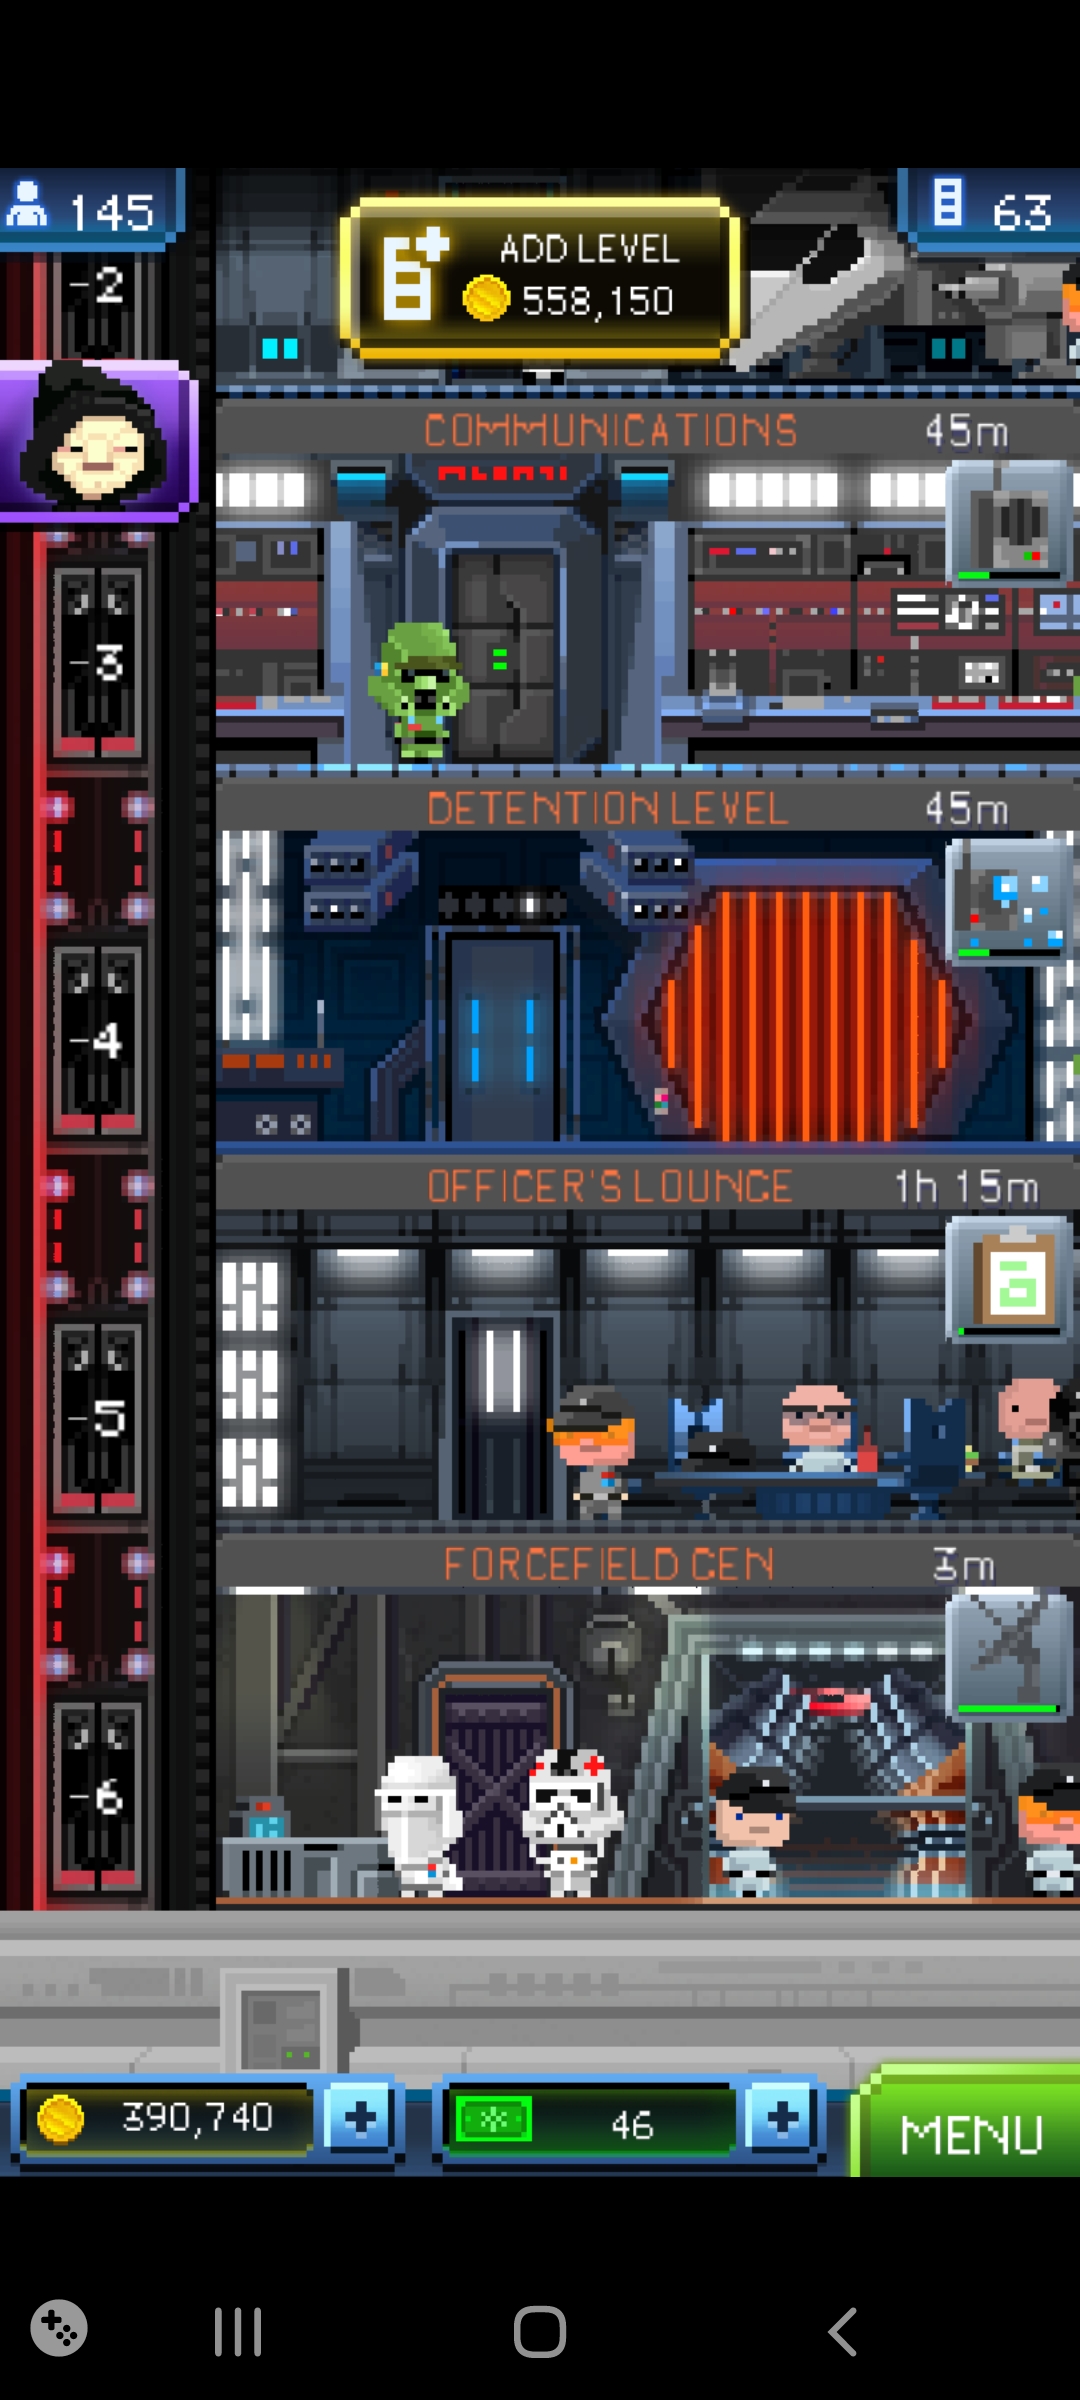 145
ADD LEVEL
558,150
63
-2
COMMUNICATIONS 45m
-3
DETENTION LEVEL 45m
-4
OFFICER'S LOUNGE 1h 15m
a
-5
FORCEFIELD GEN 3m
-6
390,740
46
MENU